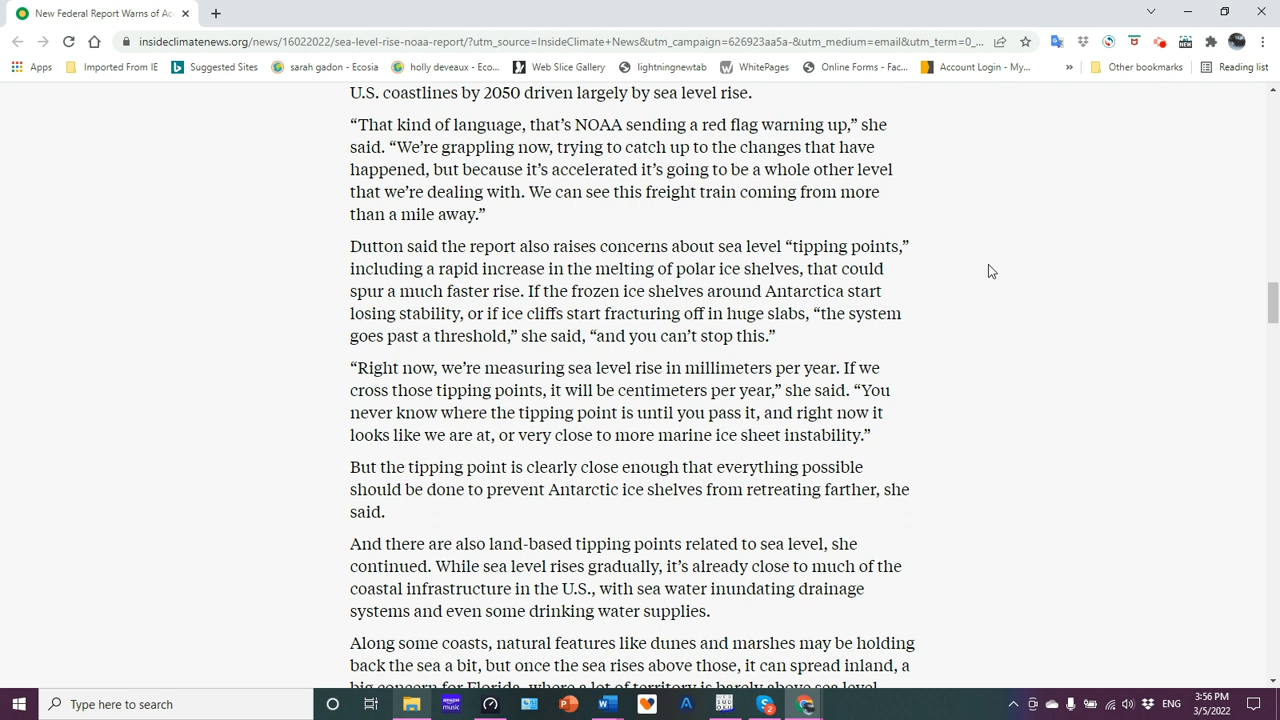 New Federal Report Warns of Acc
insideclimatenews.org/news/16022022/sea-level-rise-noaa-report/?utm_source=InsideClimate+News&utm_campaign=626923aa5a-&utm_medium=email&utm_term=0_...
Apps Imported From IE Suggested Sites sarah gadon - Ecosia holly deveux - Eco... Web Slice Gallery lightningnewtab WhitePages Online Forms - Fac... Account Login - My... » Other bookmarks Reading list
U.S. coastlines by 2050 driven largely by sea level rise.
“That kind of language, that’s NOAA sending a red flag warning up,” she
said. “We’re grappling now, trying to catch up to the changes that have
happened, but because it’s accelerated it’s going to be a whole other level
that we’re dealing with. We can see this freight train coming from more
than a mile away.”
Dutton said the report also raises concerns about sea level “tipping points,”
including a rapid increase in the melting of polar ice shelves, that could
spur a much faster rise. If the frozen ice shelves around Antarctica start
losing stability, or if ice cliffs start fracturing off in huge slabs, “the system
goes past a threshold,” she said, “and you can’t stop this.”
“Right now, we’re measuring sea level rise in millimeters per year. If we
cross those tipping points, it will be centimeters per year,” she said. “You
never know where the tipping point is until you pass it, and right now it
looks like we are at, or very close to more marine ice sheet instability.”
But the tipping point is clearly close enough that everything possible
should be done to prevent Antarctic ice shelves from retreating farther, she
said.
And there are also land-based tipping points related to sea level, she
continued. While sea level rises gradually, it’s already close to much of the
coastal infrastructure in the U.S., with sea water inundating drainage
systems and even some drinking water supplies.
Along some coasts, natural features like dunes and marshes may be holding
back the sea a bit, but once the sea rises above those, it can spread inland, a
big concern for Florida, where a lot of territory is barely above sea level.
Type here to search
ENG
3:56 PM
3/5/2022